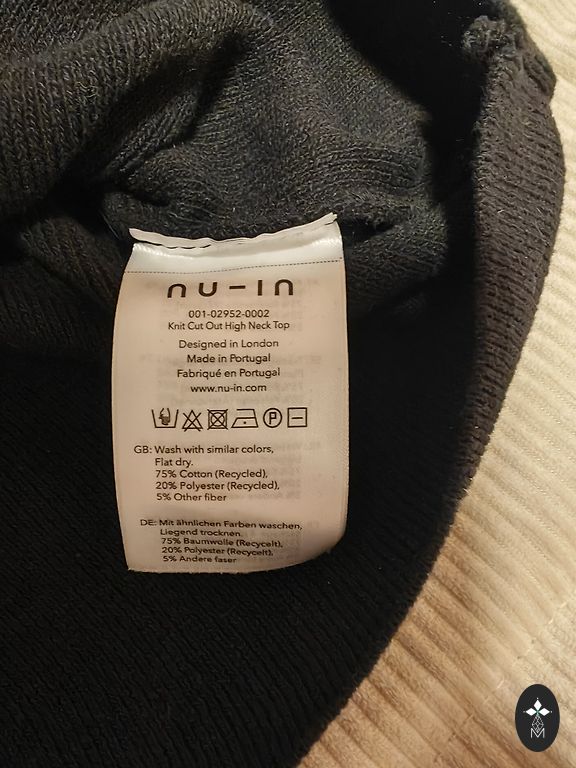 nu-in
001-02952-0002
Knit Cut Out High Neck Top
Designed in London
Made in Portugal
Fabriqué en Portugal
www.nu-in.com
P
GB: Wash with similar colors,
Flat dry.
75% Cotton (Recycled),
20% Polyester (Recycled),
5% Other fiber
DE: Mit ähnlichen Farben waschen,
Liegend trocknen.
75% Baumwolle (Recycelt),
20% Polyester (Recycelt),
5% Andere faser
M